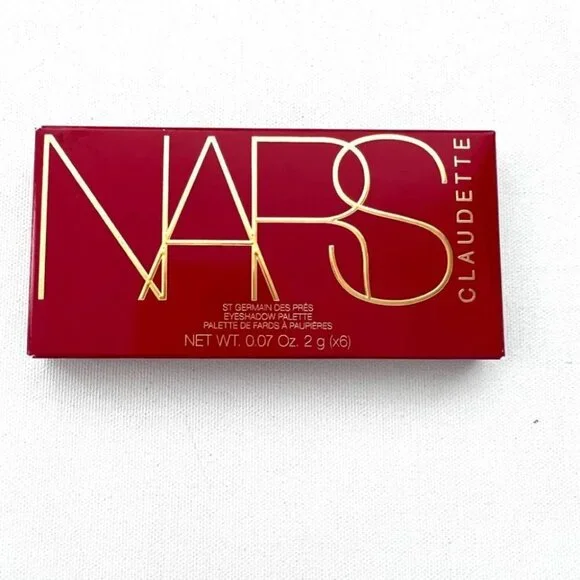 NARS
CLAUDETTE
ST GERMAIN DES PRÉS
EYESHADOW PALETTE
PALETTE DE FARDS À PAUPIÈRES
NET WT. 0.07 Oz. 2 g (x6)